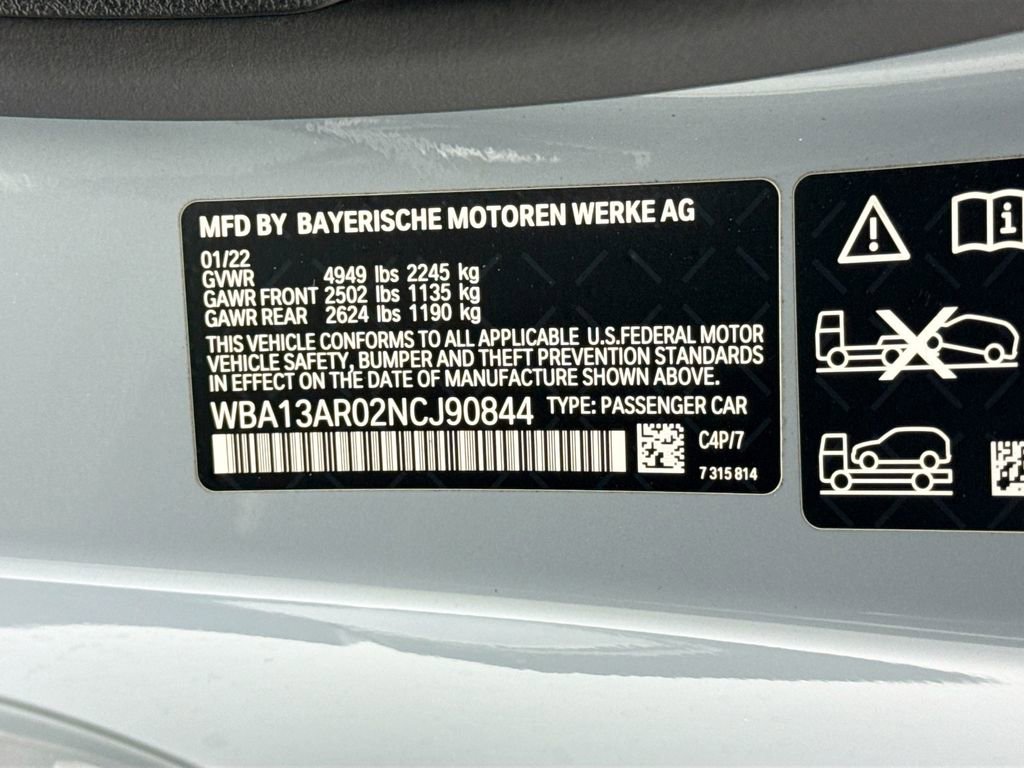 MFD BY BAYERISCHE MOTOREN WERKE AG
01/22
GVWR 4949 lbs 2245 kg
GAWR FRONT 2502 lbs 1135 kg
GAWR REAR 2624 lbs 1190 kg
THIS VEHICLE CONFORMS TO ALL APPLICABLE U.S.FEDERAL MOTOR
VEHICLE SAFETY, BUMPER AND THEFT PREVENTION STANDARDS
IN EFFECT ON THE DATE OF MANUFACTURE SHOWN ABOVE.
WBA13AR02NCJ90844 TYPE: PASSENGER CAR
C4P/7
7 315 814
i